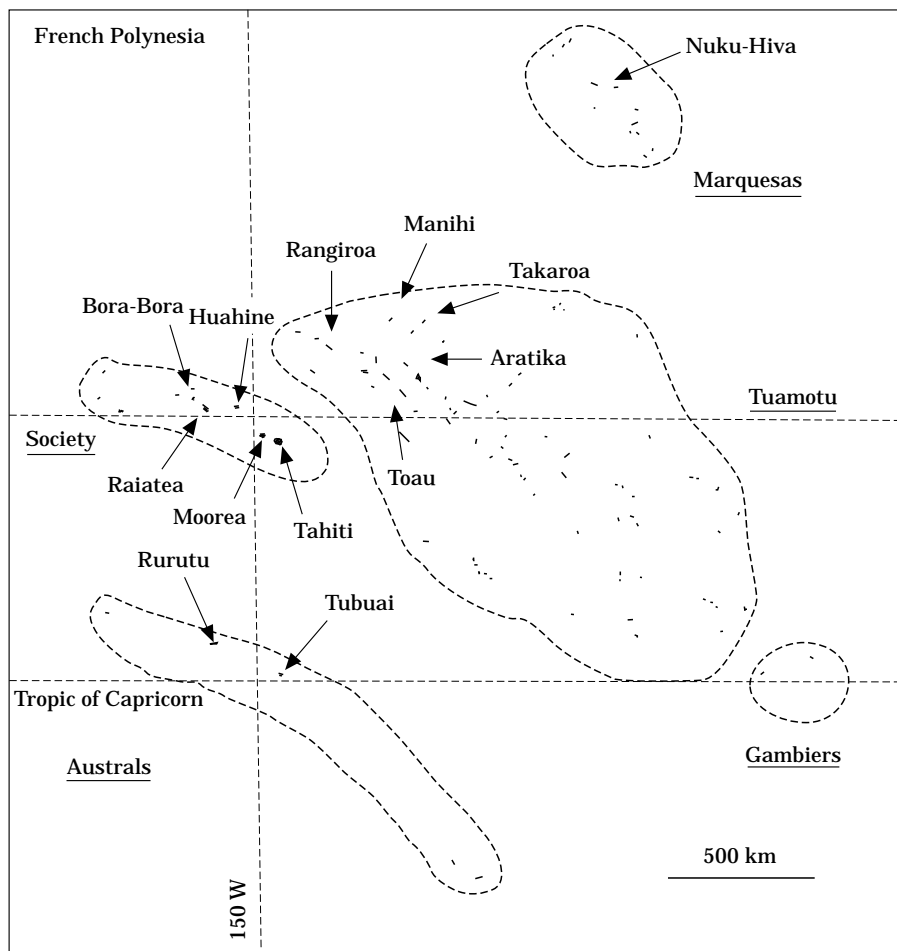 French Polynesia
Nuku-Hiva
Marquesas
Manihi
Rangiroa
Takaroa
Bora-Bora
Huahine
Aratika
Tuamotu
Society
Raiatea
Toau
Moorea
Tahiti
Rurutu
Tubuai
Tropic of Capricorn
Gambiers
Australs
500 km
150 W